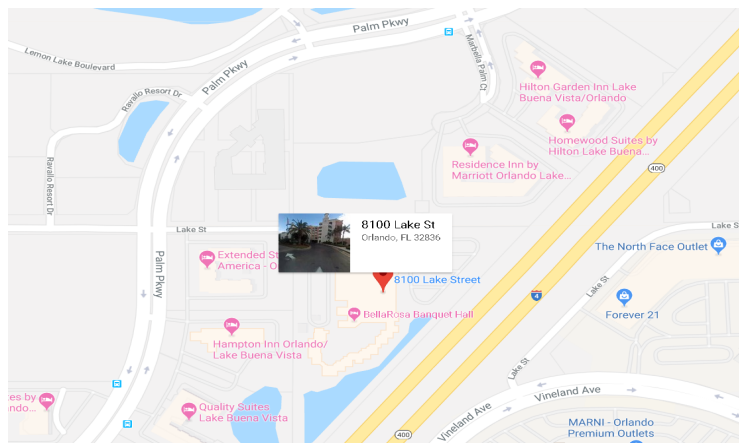 Palm Pkwy
Lemon Lake Boulevard
Marbella Palm Ct
Palm Pkwy
Ravallo Resort Dr
Hilton Garden Inn Lake
Buena Vista/Orlando
Homewood Suites by
Hilton Lake Buena...
Residence Inn by
Marriott Orlando Lake...
400
Ravallo Resort Dr
Lake St
8100 Lake St
Orlando, FL 32836
Lake S
The North Face Outlet
Extended St
America - O
Palm Pkwy
8100 Lake Street
Lake St
4
Forever 21
BellaRosa Banquet Hall
Hampton Inn Orlando/
Lake Buena Vista
Lake St
Vineland Ave
tes by
ndo...
Quality Suites
Lake Buena Vista
Vineland Ave
400
MARNI - Orlando
Premium Outlets